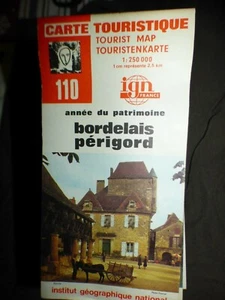 CARTE TOURISTIQUE
TOURIST MAP
TOURISTENKARTE
1:250 000
1 cm représente 2,5 km
110
ign
FRANCE
année du patrimoine
bordelais
périgord
institut géographique national